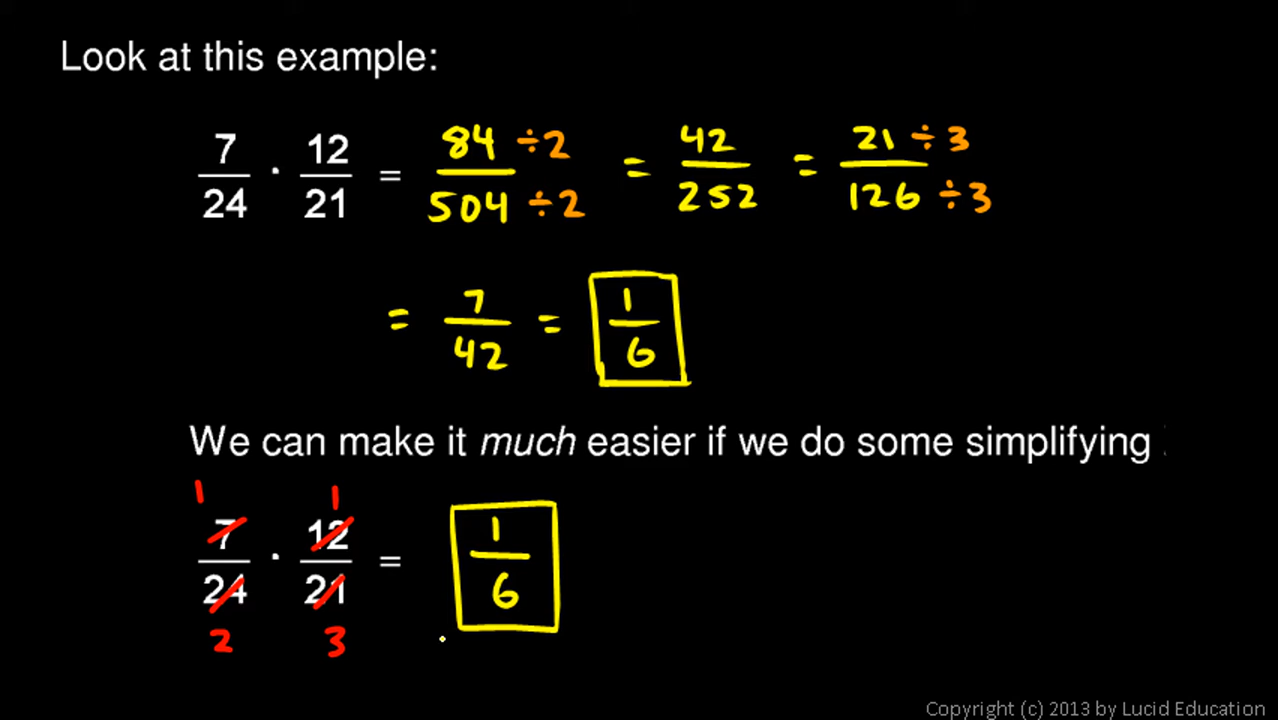 Look at this example:
7/24 · 12/21 = 84 ÷2 / 504 ÷2 = 42/252 = 21 ÷3 / 126 ÷3
= 7/42 = 1/6
We can make it much easier if we do some simplifying
1 1
7/24 · 12/21 = 1/6
2 3
Copyright (c) 2013 by Lucid Education